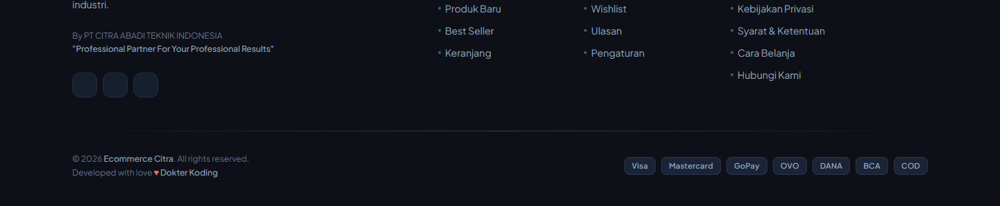 industri.
By PT CITRA ABADI TEKNIK INDONESIA
"Professional Partner For Your Professional Results"
Produk Baru
Best Seller
Keranjang
Wishlist
Ulasan
Pengaturan
Kebijakan Privasi
Syarat & Ketentuan
Cara Belanja
Hubungi Kami
© 2026 Ecommerce Citra. All rights reserved.
Developed with love ♥ Dokter Koding
Visa Mastercard GoPay OVO DANA BCA COD